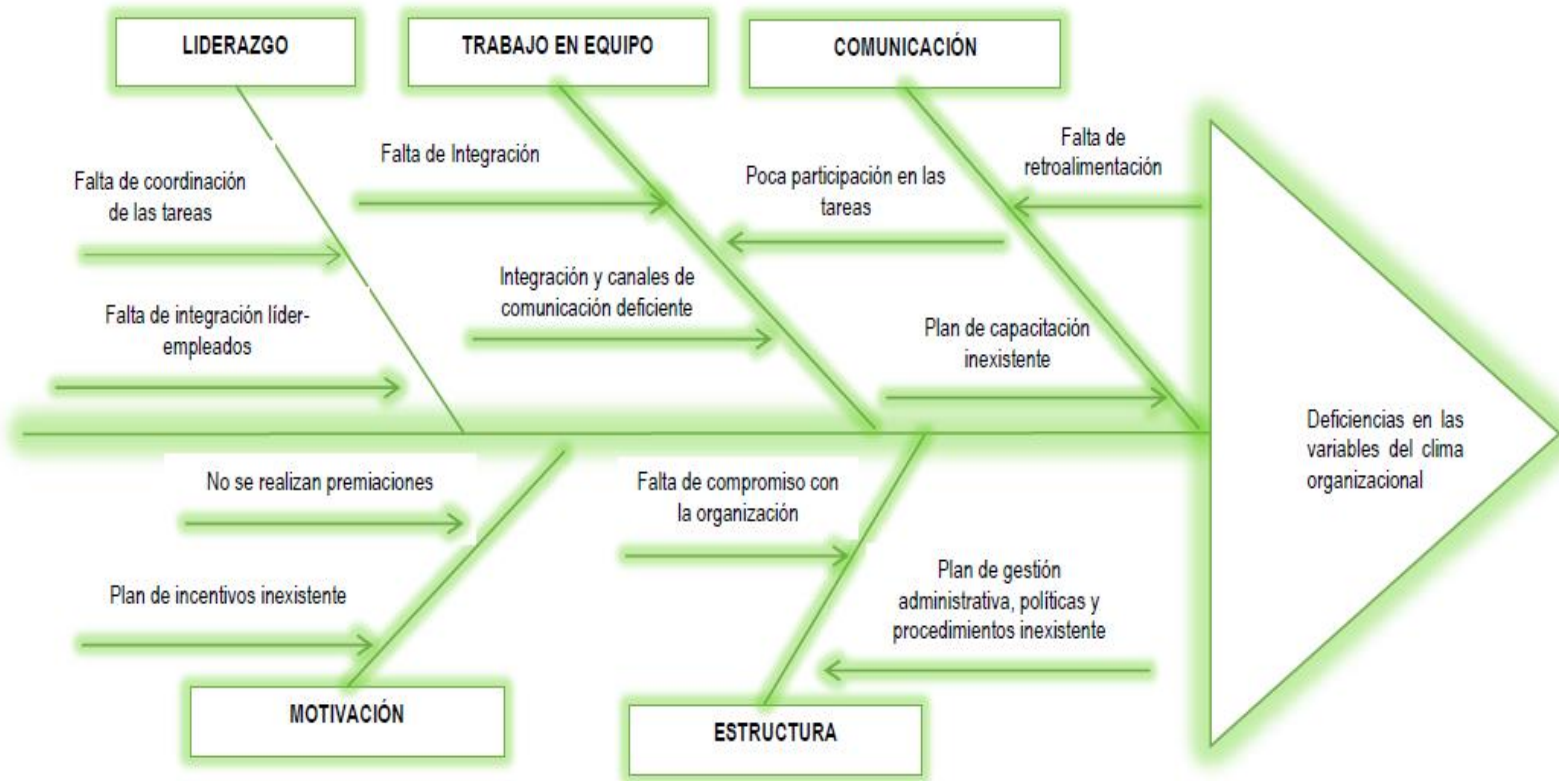 LIDERAZGO
TRABAJO EN EQUIPO
COMUNICACIÓN
Falta de coordinación
de las tareas
Falta de integración líder-
empleados
Falta de Integración
Integración y canales de
comunicación deficiente
Poca participación en las
tareas
Falta de
retroalimentación
Plan de capacitación
inexistente
Deficiencias en las
variables del clima
organizacional
No se realizan premiaciones
Plan de incentivos inexistente
Falta de compromiso con
la organización
Plan de gestión
administrativa, políticas y
procedimientos inexistente
MOTIVACIÓN
ESTRUCTURA